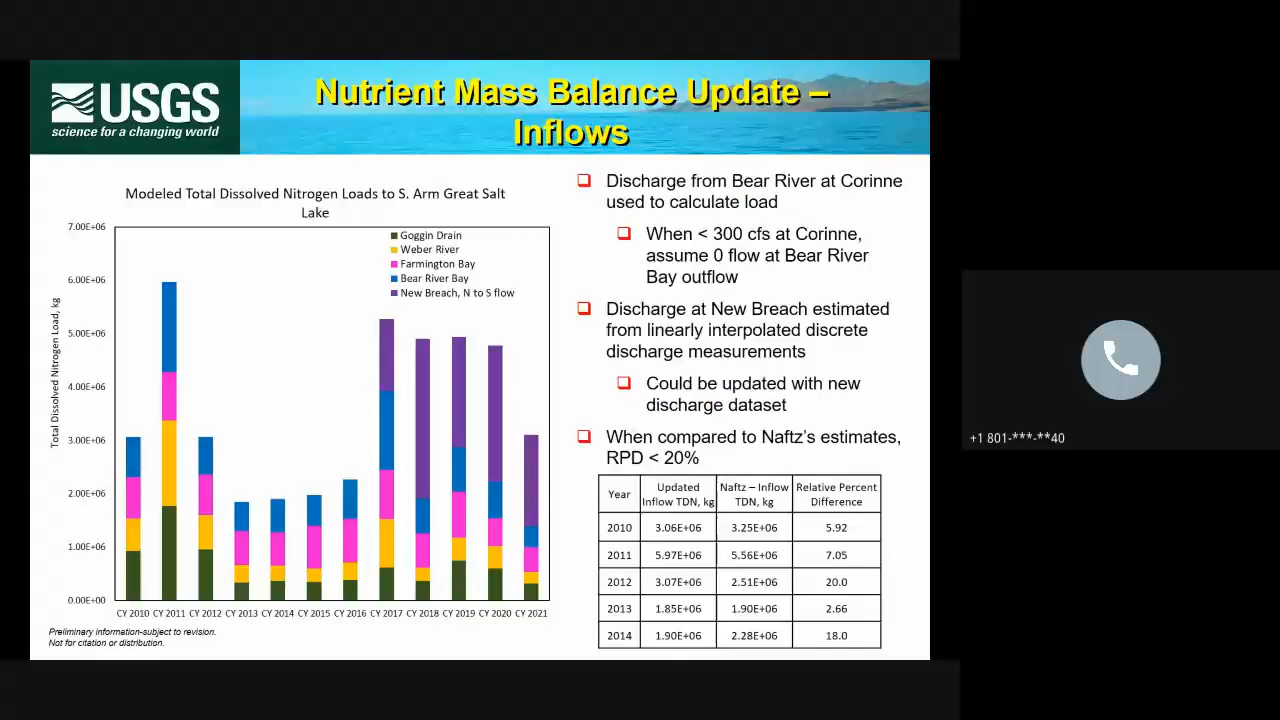 USGS
science for a changing world
Nutrient Mass Balance Update –
Inflows
Modeled Total Dissolved Nitrogen Loads to S. Arm Great Salt
Lake
Total Dissolved Nitrogen Load, kg
7.00E+06
6.00E+06
5.00E+06
4.00E+06
3.00E+06
2.00E+06
1.00E+06
0.00E+00
Goggin Drain
Weber River
Farmington Bay
Bear River Bay
New Breach, N to S flow
CY 2010 CY 2011 CY 2012 CY 2013 CY 2014 CY 2015 CY 2016 CY 2017 CY 2018 CY 2019 CY 2020 CY 2021
Preliminary information-subject to revision.
Not for citation or distribution.
Discharge from Bear River at Corinne
used to calculate load
When < 300 cfs at Corinne,
assume 0 flow at Bear River
Bay outflow
Discharge at New Breach estimated
from linearly interpolated discrete
discharge measurements
Could be updated with new
discharge dataset
When compared to Naftz’s estimates,
RPD < 20%
Year Updated Inflow TDN, kg Naftz – Inflow TDN, kg Relative Percent Difference
2010 3.06E+06 3.25E+06 5.92
2011 5.97E+06 5.56E+06 7.05
2012 3.07E+06 2.51E+06 20.0
2013 1.85E+06 1.90E+06 2.66
2014 1.90E+06 2.28E+06 18.0
+1 801-***-**40